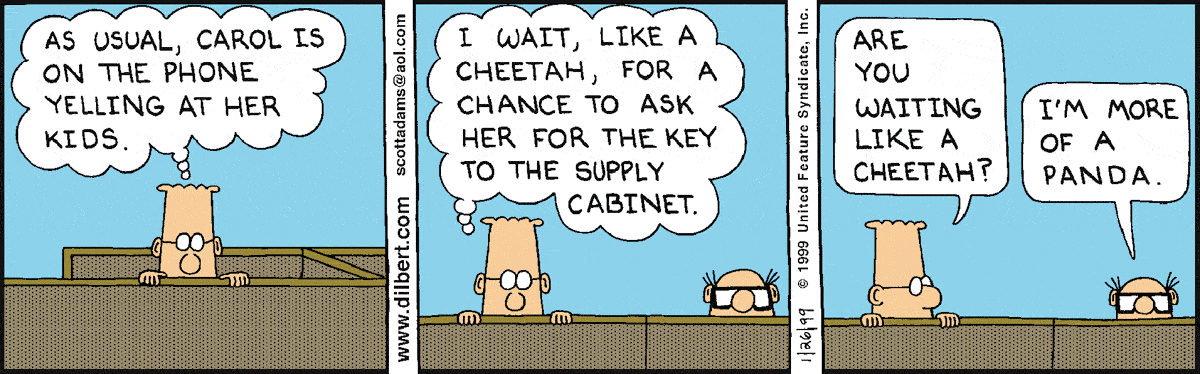 AS USUAL, CAROL IS
ON THE PHONE
YELLING AT HER
KIDS.
www.dilbert.com scottadams@aol.com
I WAIT, LIKE A
CHEETAH, FOR A
CHANCE TO ASK
HER FOR THE KEY
TO THE SUPPLY
CABINET.
1/26/99 © 1999 United Feature Syndicate, Inc.
ARE
YOU
WAITING
LIKE A
CHEETAH?
I'M MORE
OF A
PANDA.